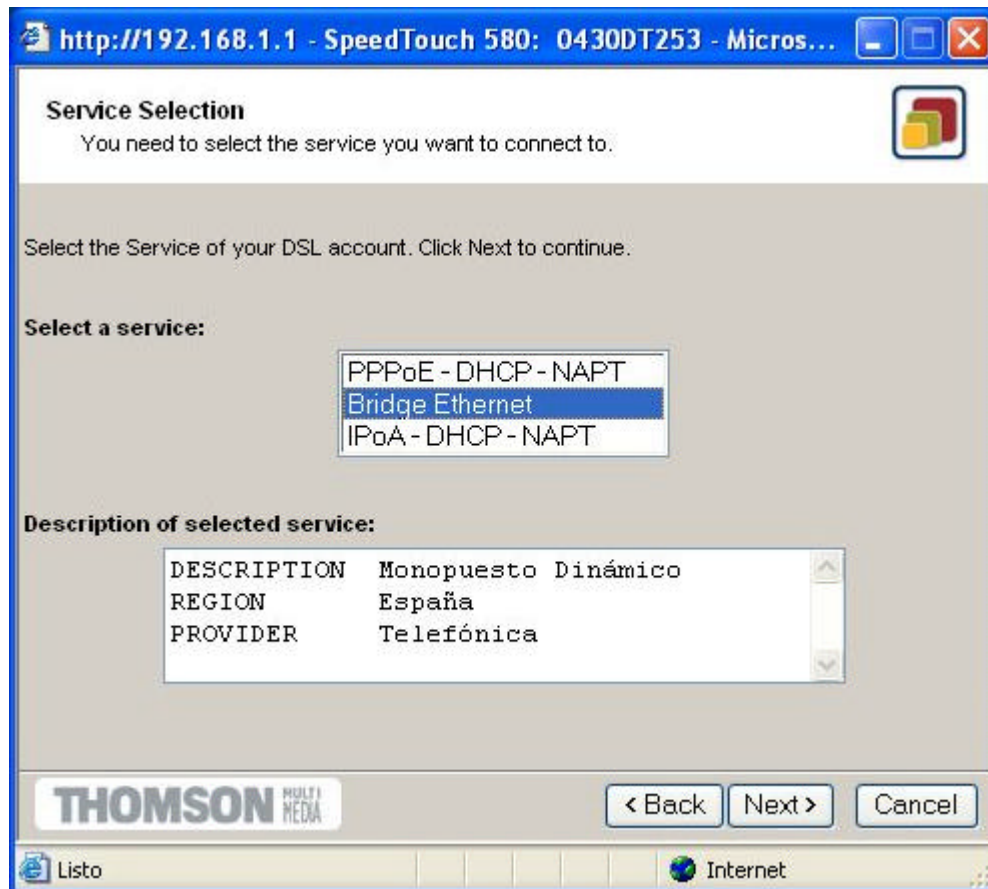 http://192.168.1.1 - SpeedTouch 580: 0430DT253 - Micros...
Service Selection
You need to select the service you want to connect to.
Select the Service of your DSL account. Click Next to continue.
Select a service:
PPPoE - DHCP - NAPT
Bridge Ethernet
IPoA - DHCP - NAPT
Description of selected service:
DESCRIPTION Monopuesto Dinámico
REGION España
PROVIDER Telefónica
THOMSON MULTI MEDIA
< Back Next > Cancel
Listo Internet